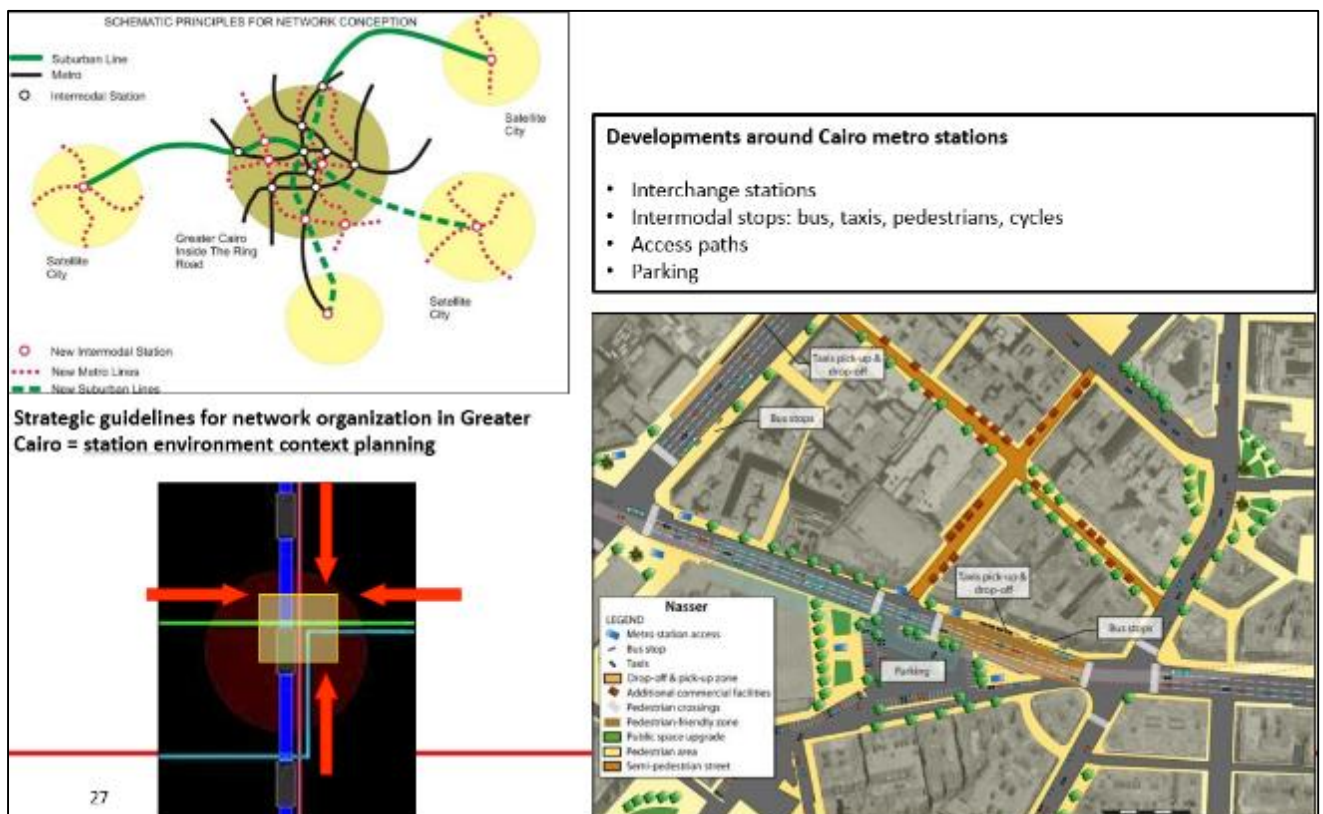 SCHEMATIC PRINCIPLES FOR NETWORK CONCEPTION
Suburban Line
Metro
Intermodal Station
Satellite
City
Satellite
City
Greater Cairo
Inside The Ring
Road
Satellite
City
New Intermodal Station
New Metro Lines
New Suburban Lines
Strategic guidelines for network organization in Greater
Cairo = station environment context planning
27
Developments around Cairo metro stations
• Interchange stations
• Intermodal stops: bus, taxis, pedestrians, cycles
• Access paths
• Parking
Taxis pick-up &
drop-off
Bus stops
Taxis pick-up &
drop-off
Bus stops
Parking
Nasser
LEGEND
Metro station access
Bus stop
Taxis
Drop-off & pick-up zone
Additional commercial facilities
Pedestrian crossings
Pedestrian-friendly zone
Public space upgrade
Pedestrian area
Semi-pedestrian street